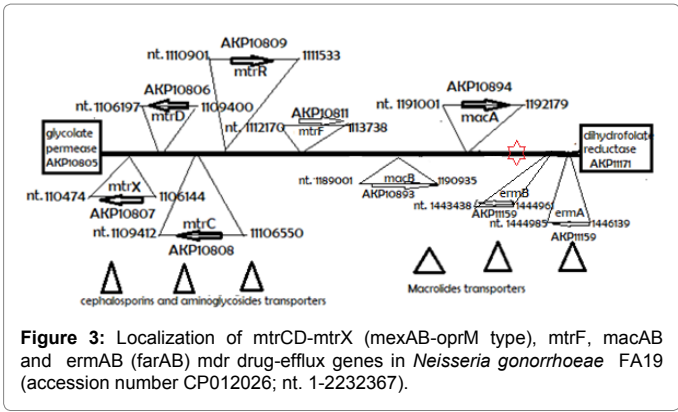 AKP10809
nt. 1110901 1111533
mtrR
AKP10806
nt. 1106197 1109400
mtrD
AKP10811
nt. 1112170 1113738
mtrF
AKP10894
nt. 1191001 1192179
macA
glycolate
permease
AKP10805
dihydrofolate
reductase
AKP11171
mtrX
nt.110474 1106144
AKP10807
mtrC
nt.1109412 11106550
AKP10808
macB
nt.1189001 1190935
AKP10893
ermB
nt. 1443438 1444961
AKP11159
ermA
nt. 1444985 1446139
AKP11159
cephalosporins and aminoglycosides transporters
Macrolides transporters
Figure 3: Localization of mtrCD-mtrX (mexAB-oprM type), mtrF, macAB
and ermAB (farAB) mdr drug-efflux genes in Neisseria gonorrhoeae FA19
(accession number CP012026; nt. 1-2232367).